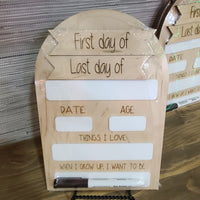 First day of
Last day of
DATE AGE
THINGS I LOVE
WHEN I GROW UP, I WANT TO BE